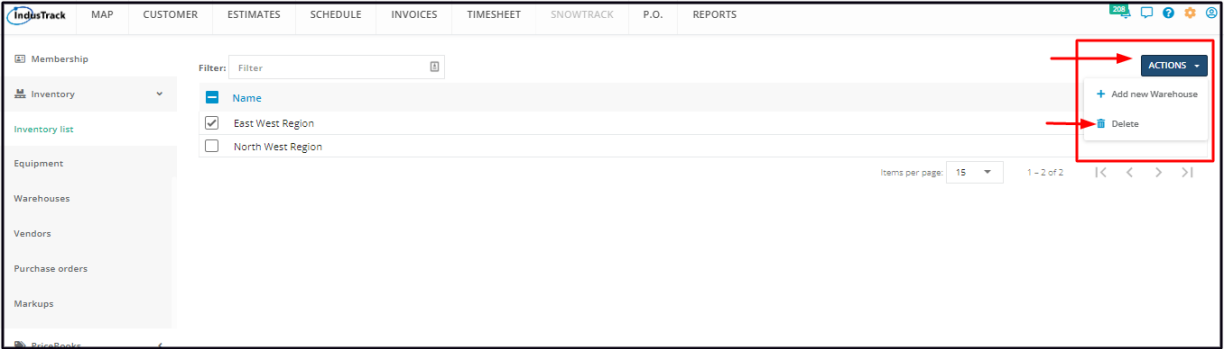 IndusTrack MAP CUSTOMER ESTIMATES SCHEDULE INVOICES TIMESHEET SNOWTRACK P.O. REPORTS 208
Membership
Filter: Filter
ACTIONS
Inventory
Name
Add new Warehouse
East West Region
Delete
Inventory list
North West Region
Equipment
Items per page: 15 1 – 2 of 2
Warehouses
Vendors
Purchase orders
Markups
PriceBooks